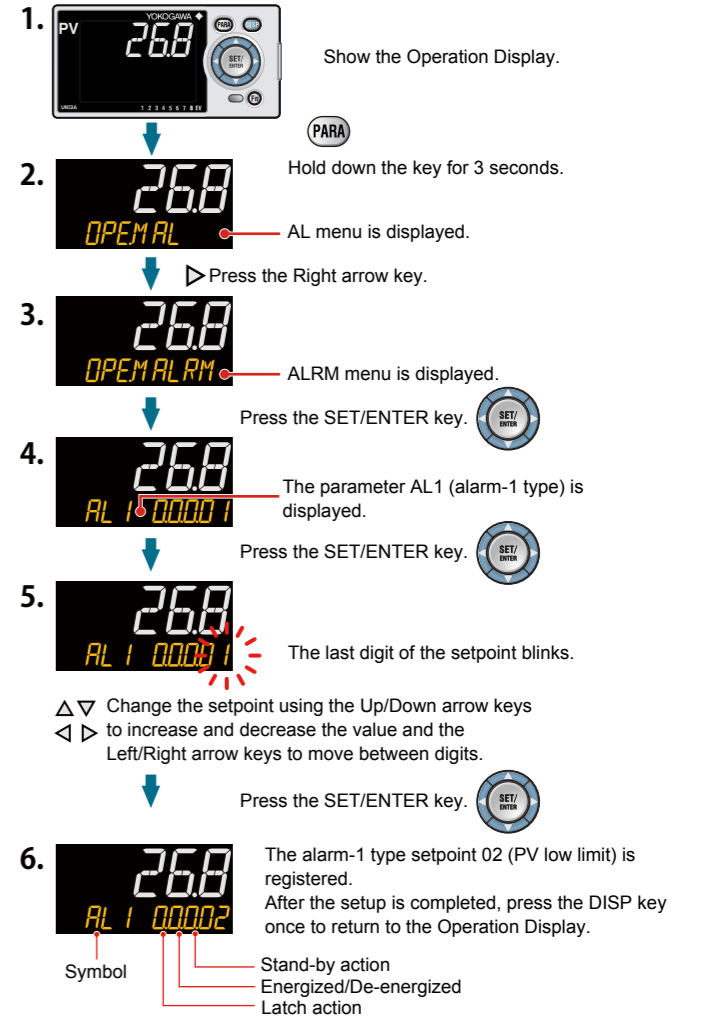 1.
YOKOGAWA
PV
26.8
PARA
DISP
SET/
ENTER
Fn
UM33A
1 2 3 4 5 6 7 8 EV
Show the Operation Display.
PARA
Hold down the key for 3 seconds.
2.
26.8
OPE.M AL
AL menu is displayed.
Press the Right arrow key.
3.
26.8
OPE.M ALRM
ALRM menu is displayed.
Press the SET/ENTER key.
SET/
ENTER
4.
26.8
AL 1 0.0.0.0 1
The parameter AL1 (alarm-1 type) is
displayed.
Press the SET/ENTER key.
SET/
ENTER
5.
26.8
AL 1 0.0.0.0 1
The last digit of the setpoint blinks.
Change the setpoint using the Up/Down arrow keys
to increase and decrease the value and the
Left/Right arrow keys to move between digits.
Press the SET/ENTER key.
SET/
ENTER
6.
26.8
AL 1 0.0.0.02
The alarm-1 type setpoint 02 (PV low limit) is
registered.
After the setup is completed, press the DISP key
once to return to the Operation Display.
Symbol
Stand-by action
Energized/De-energized
Latch action